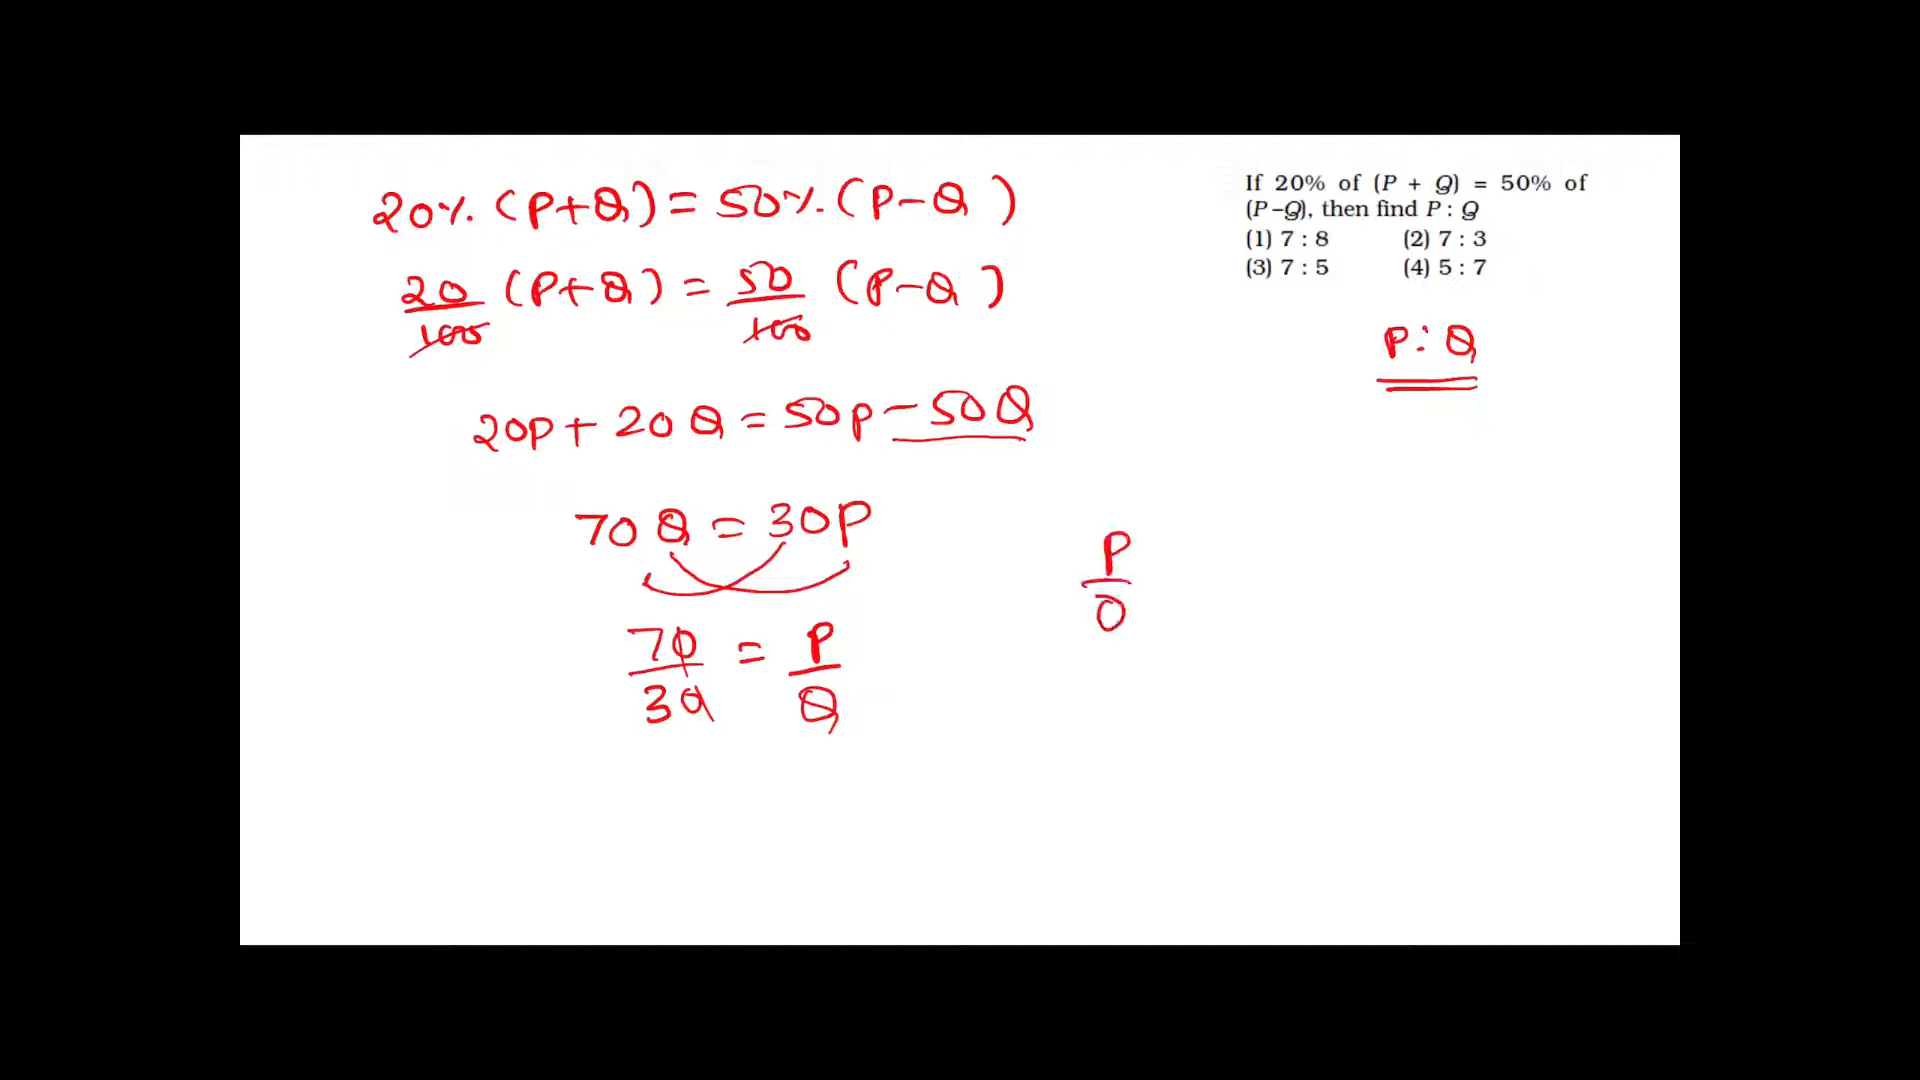 20%. (P+Q) = 50%. (P-Q)
20/100 (P+Q) = 50/100 (P-Q)
20P + 20Q = 50P - 50Q
70Q = 30P
70/30 = P/Q
If 20% of (P + Q) = 50% of
(P–Q), then find P : Q
(1) 7 : 8 (2) 7 : 3
(3) 7 : 5 (4) 5 : 7
P : Q
P/O